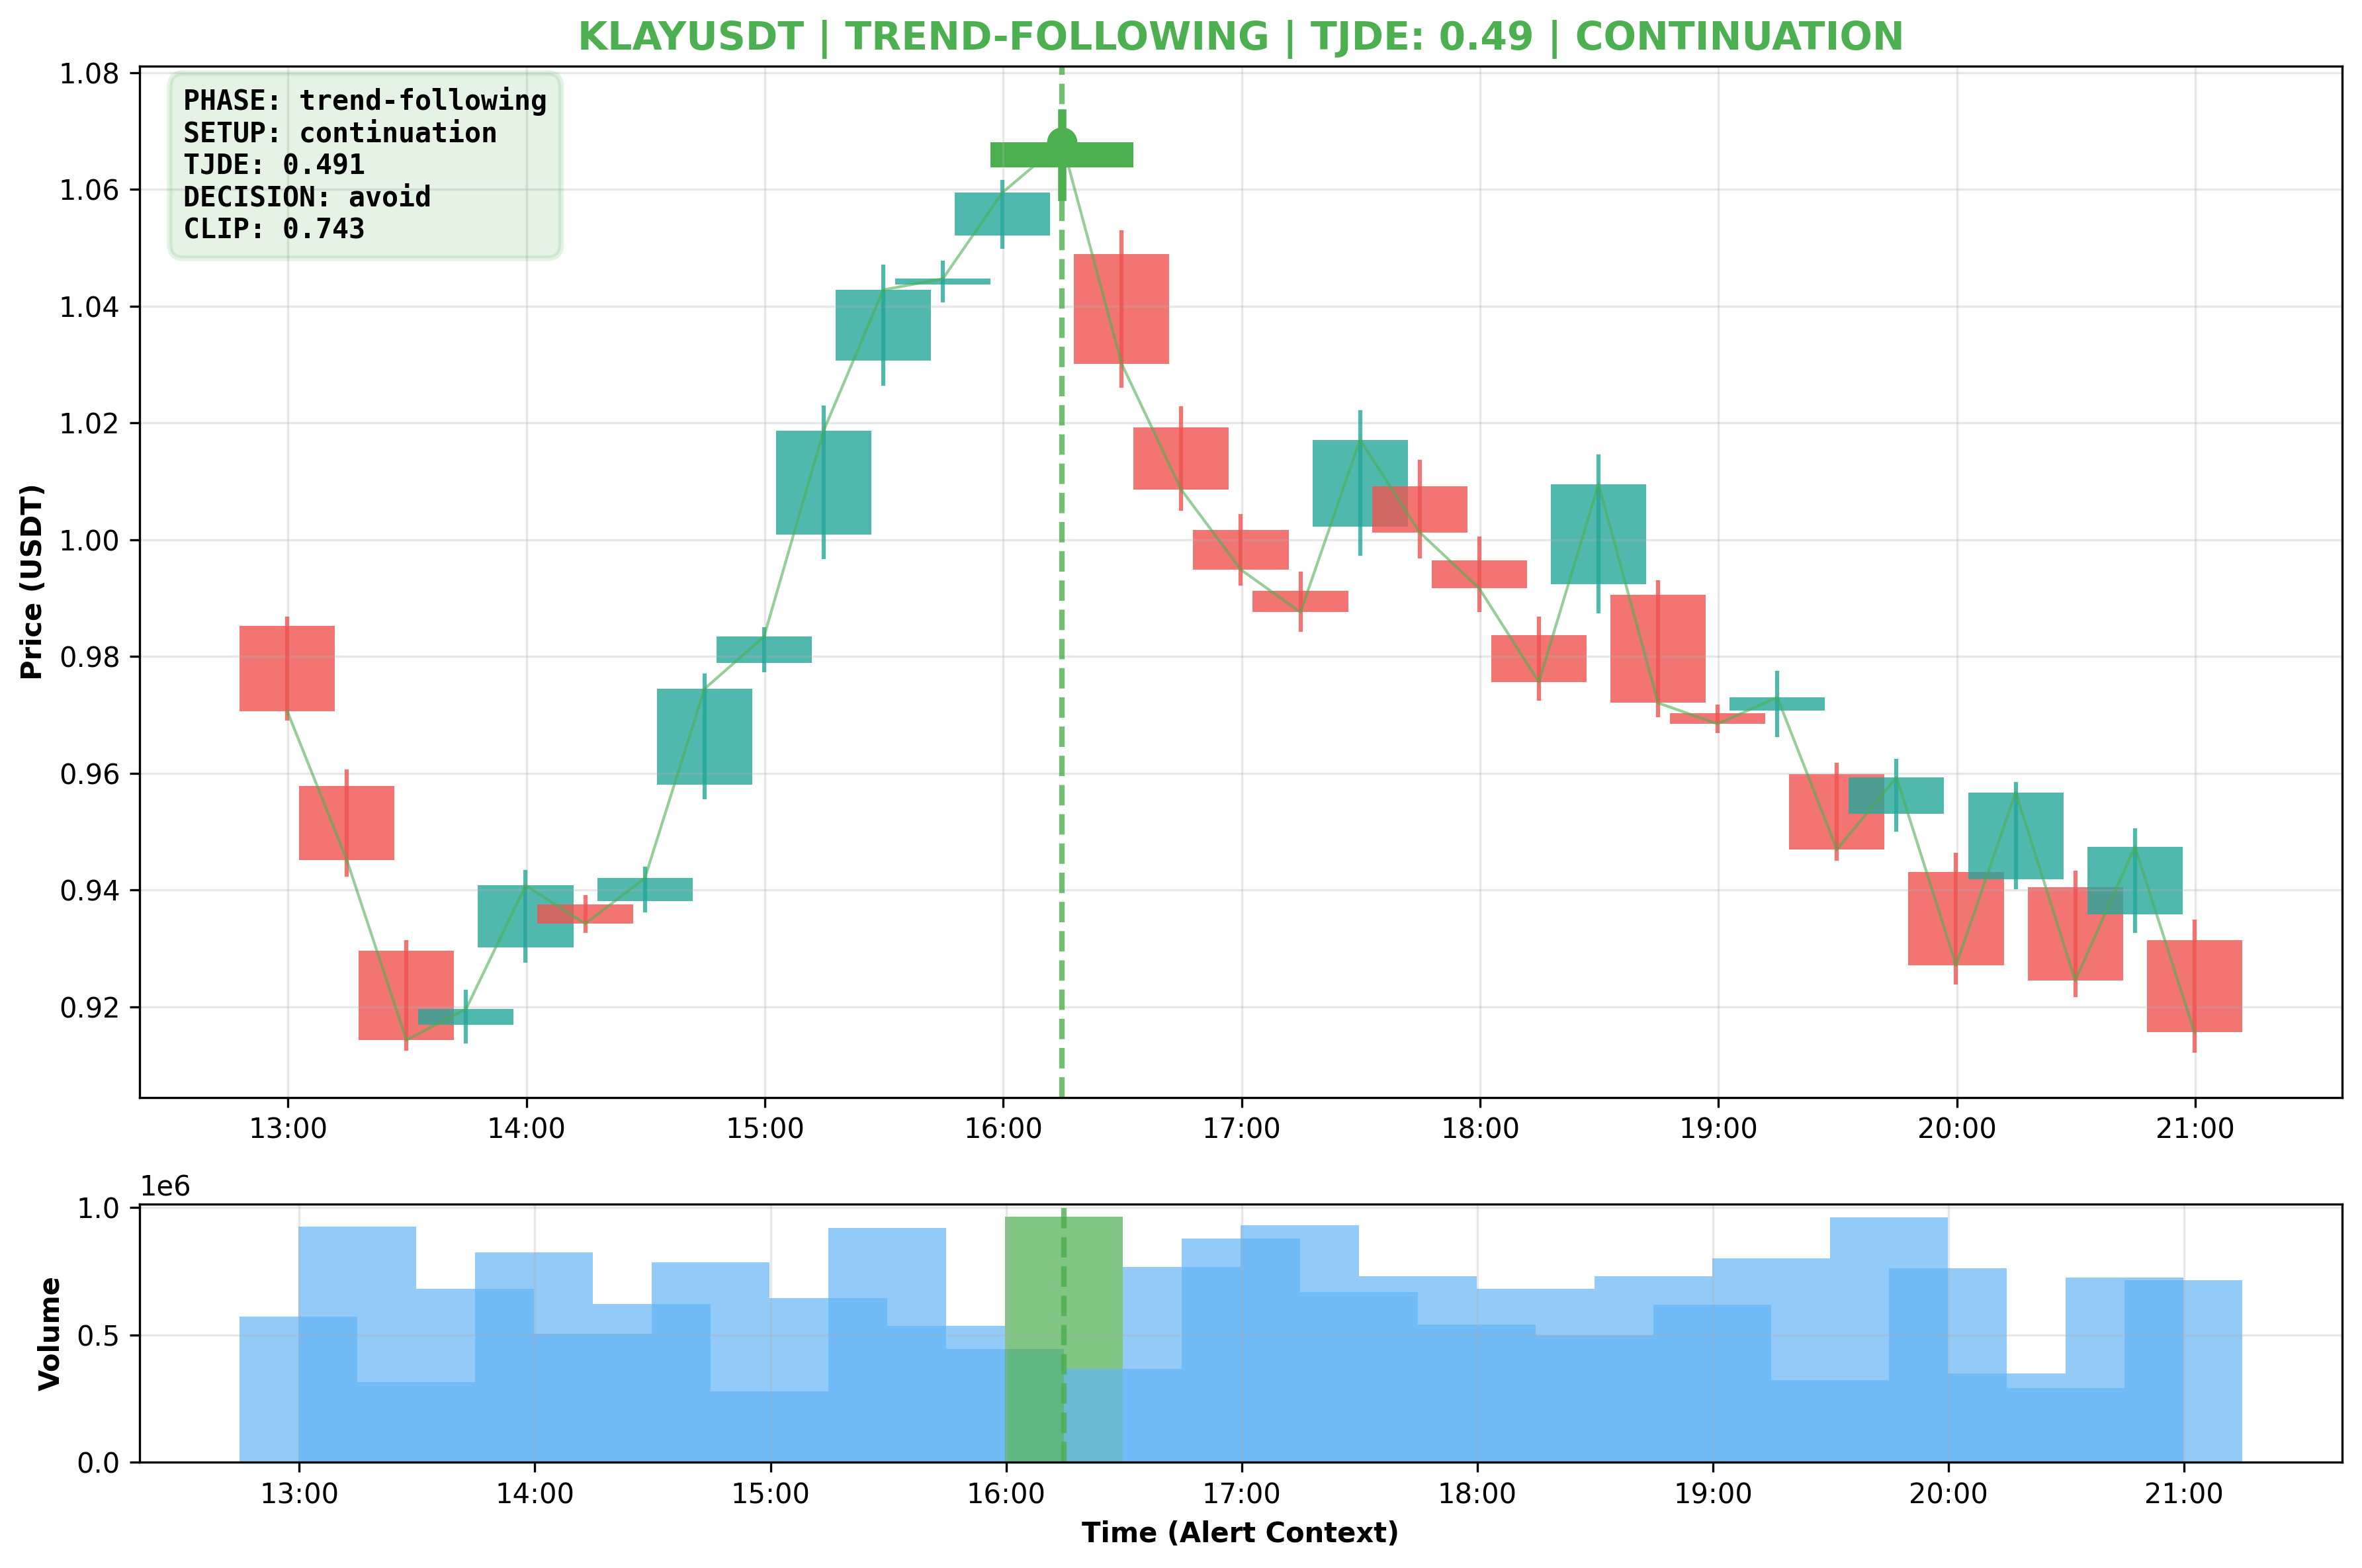 KLAYUSDT | TREND-FOLLOWING | TJDE: 0.49 | CONTINUATION
PHASE: trend-following
SETUP: continuation
TJDE: 0.491
DECISION: avoid
CLIP: 0.743
Price (USDT)
1.08
1.06
1.04
1.02
1.00
0.98
0.96
0.94
0.92
13:00 14:00 15:00 16:00 17:00 18:00 19:00 20:00 21:00
1e6
Volume
1.0
0.5
0.0
13:00 14:00 15:00 16:00 17:00 18:00 19:00 20:00 21:00
Time (Alert Context)